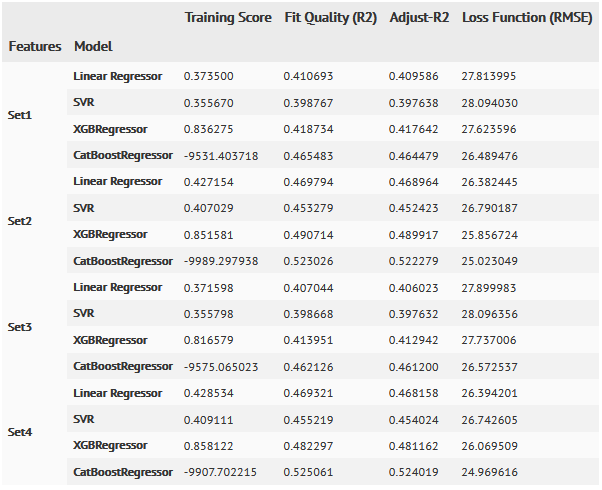 Training Score Fit Quality (R2) Adjust-R2 Loss Function (RMSE)
Features Model
Set1
Linear Regressor 0.373500 0.410693 0.409586 27.813995
SVR 0.355670 0.398767 0.397638 28.094030
XGBRegressor 0.836275 0.418734 0.417642 27.623596
CatBoostRegressor -9531.403718 0.465483 0.464479 26.489476
Set2
Linear Regressor 0.427154 0.469794 0.468964 26.382445
SVR 0.407029 0.453279 0.452423 26.790187
XGBRegressor 0.851581 0.490714 0.489917 25.856724
CatBoostRegressor -9989.297938 0.523026 0.522279 25.023049
Set3
Linear Regressor 0.371598 0.407044 0.406023 27.899983
SVR 0.355798 0.398668 0.397632 28.096356
XGBRegressor 0.816579 0.413951 0.412942 27.737006
CatBoostRegressor -9575.065023 0.462126 0.461200 26.572537
Set4
Linear Regressor 0.428534 0.469321 0.468158 26.394201
SVR 0.409111 0.455219 0.454024 26.742605
XGBRegressor 0.858122 0.482297 0.481162 26.069509
CatBoostRegressor -9907.702215 0.525061 0.524019 24.969616